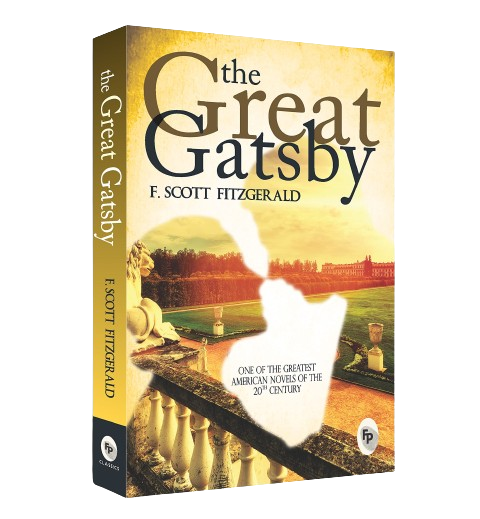 the
Great
Gatsby
F. SCOTT FITZGERALD
ONE OF THE GREATEST
AMERICAN NOVELS OF THE
20TH CENTURY
FP
the Great Gatsby
F. SCOTT FITZGERALD
FP
CLASSICS